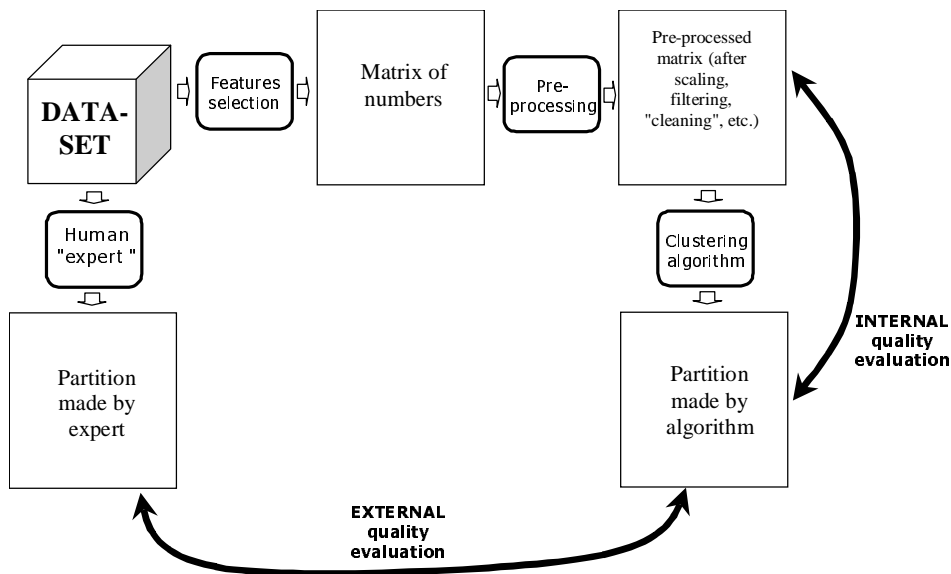 DATA-
SET
Features
selection
Matrix of
numbers
Pre-
processing
Pre-processed
matrix (after
scaling,
filtering,
"cleaning", etc.)
Human
"expert "
Clustering
algorithm
Partition
made by
expert
Partition
made by
algorithm
INTERNAL
quality
evaluation
EXTERNAL
quality
evaluation